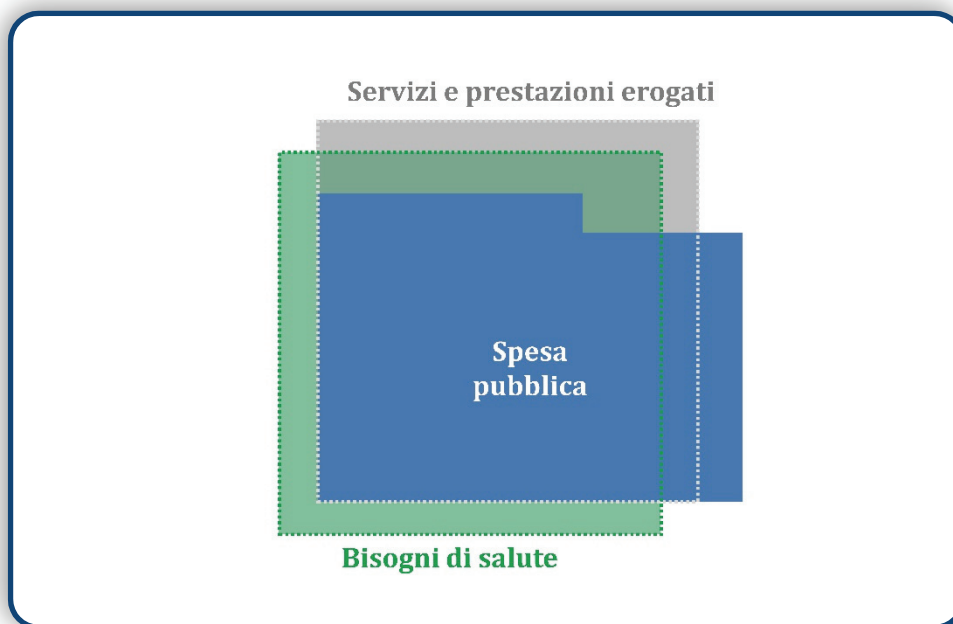 Servizi e prestazioni erogati
Spesa
pubblica
Bisogni di salute